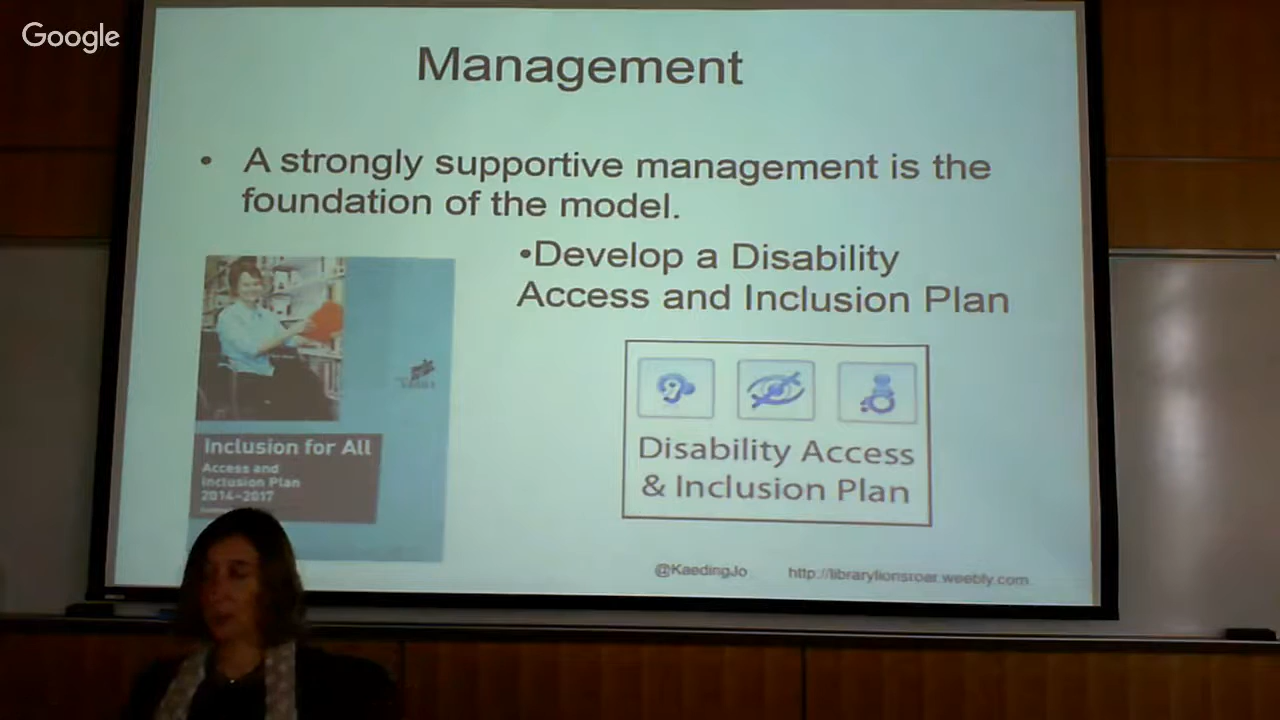 Google
Management
• A strongly supportive management is the
foundation of the model.
•Develop a Disability
Access and Inclusion Plan
Inclusion for All
Access and
Inclusion Plan
2014-2017
Disability Access
& Inclusion Plan
@KaedingJo http://librarylionsroar.weebly.com